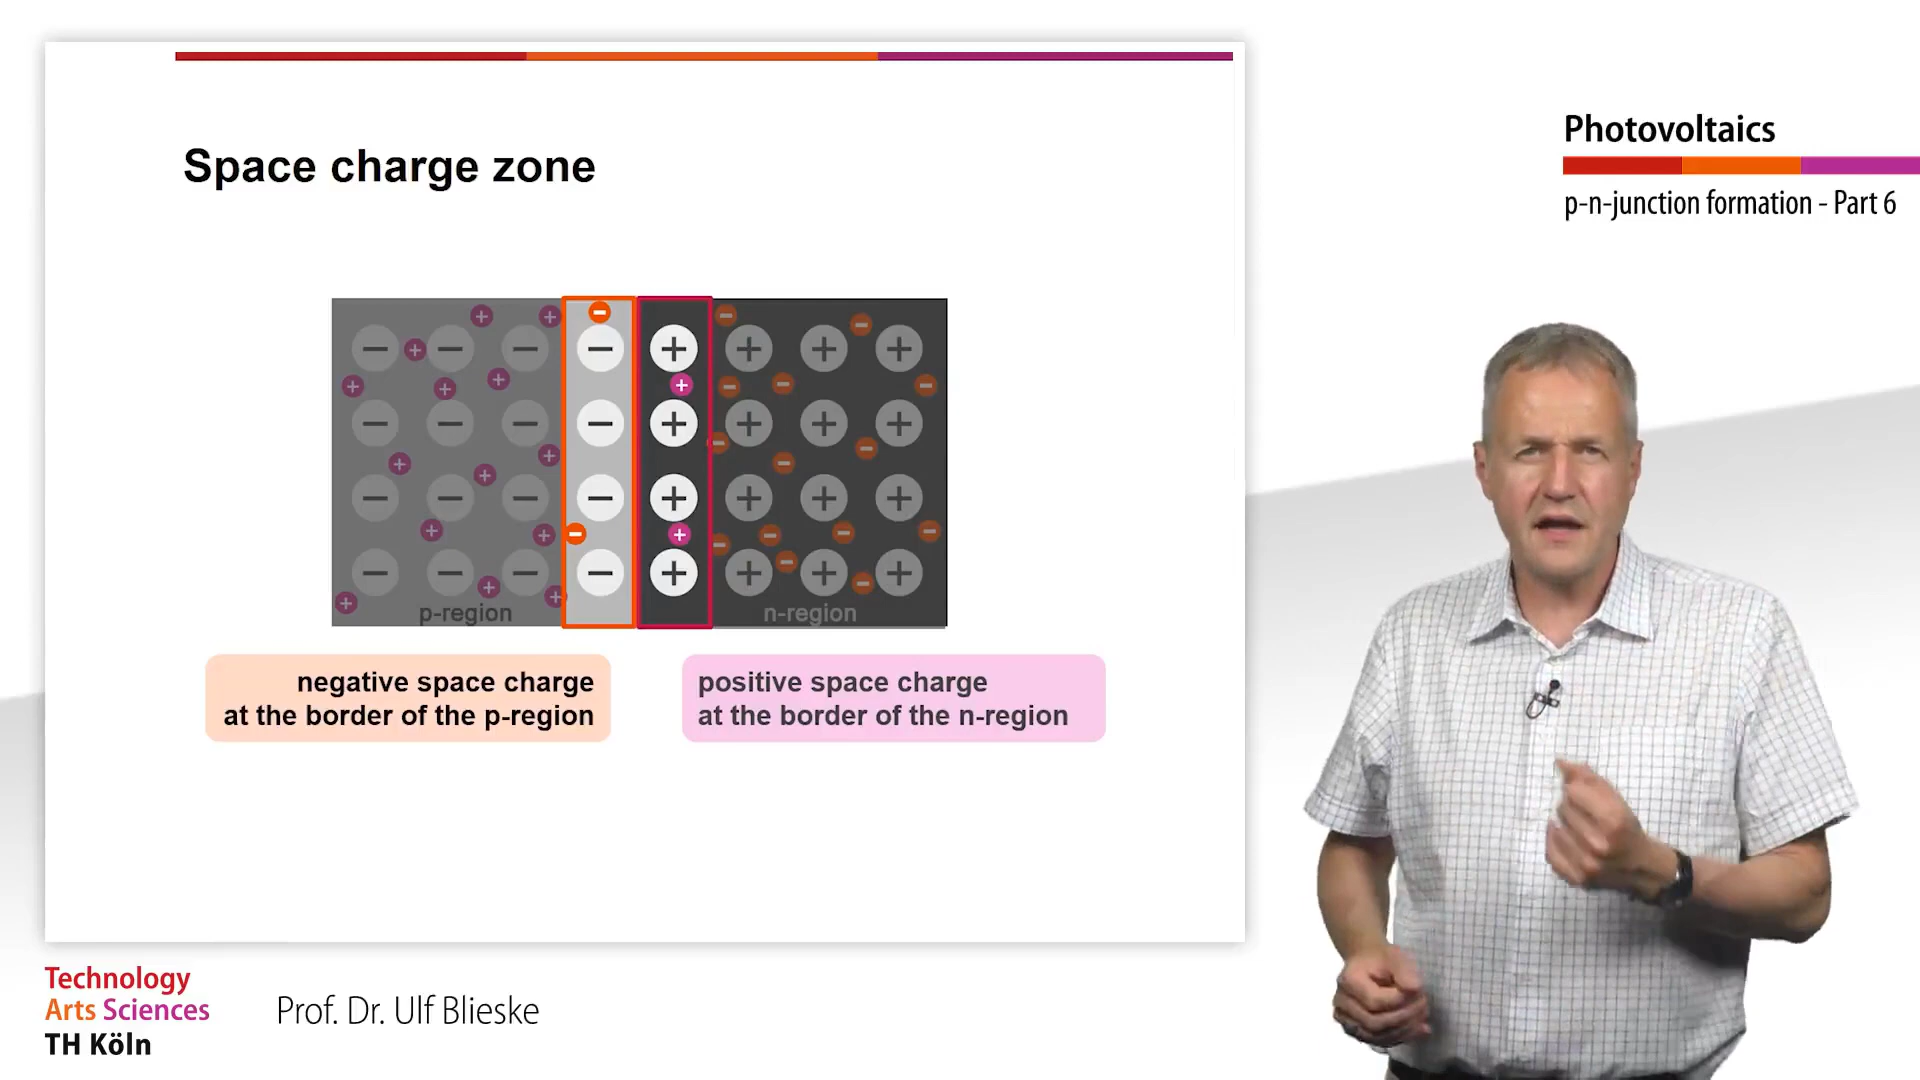 Space charge zone
p-region
n-region
negative space charge
at the border of the p-region
positive space charge
at the border of the n-region
Photovoltaics
p-n-junction formation - Part 6
Technology
Arts Sciences
TH Köln
Prof. Dr. Ulf Blieske